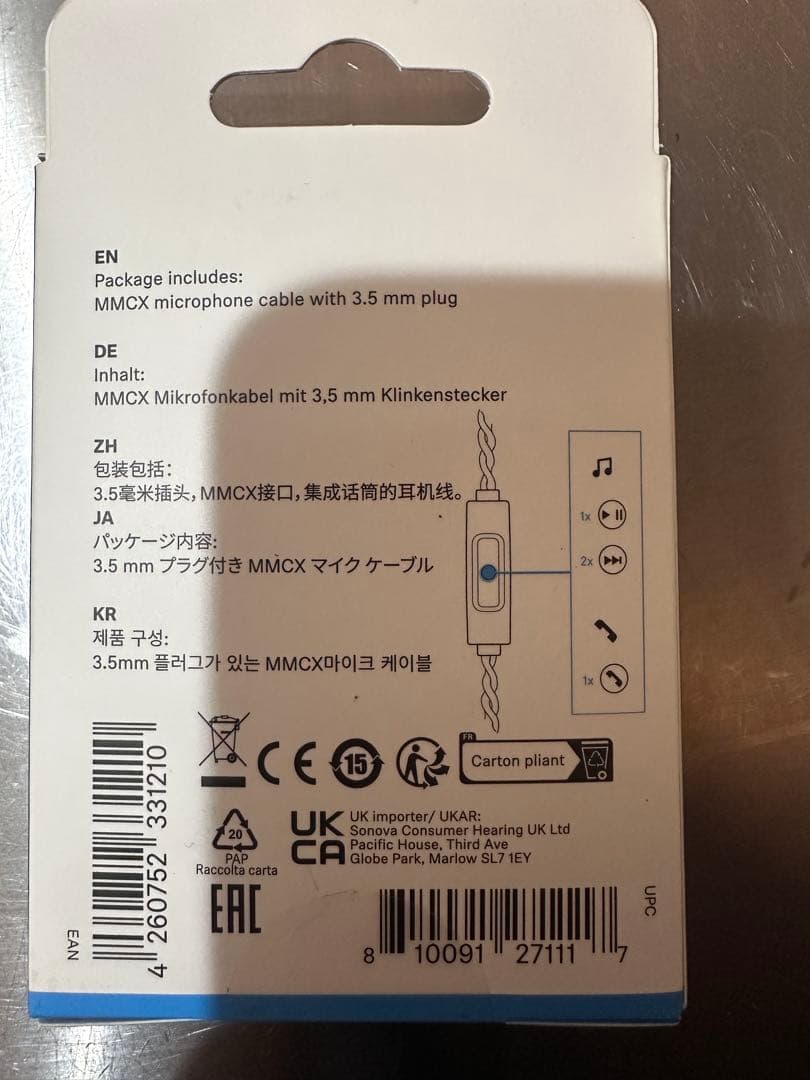 EN
Package includes:
MMCX microphone cable with 3.5 mm plug
DE
Inhalt:
MMCX Mikrofonkabel mit 3,5 mm Klinkenstecker
ZH
包装包括：
3.5毫米插头，MMCX接口，集成话筒的耳机线。
JA
パッケージ内容:
3.5 mm プラグ付き MMCX マイク ケーブル
KR
제품 구성:
3.5mm 플러그가 있는 MMCX마이크 케이블
1x
2x
1x
CE
15
FR
Carton pliant
20
PAP
Raccolta carta
UK
CA
UK importer/ UKAR:
Sonova Consumer Hearing UK Ltd
Pacific House, Third Ave
Globe Park, Marlow SL7 1EY
EAC
EAN
4 260752 331210
8 10091 27111 7
UPC